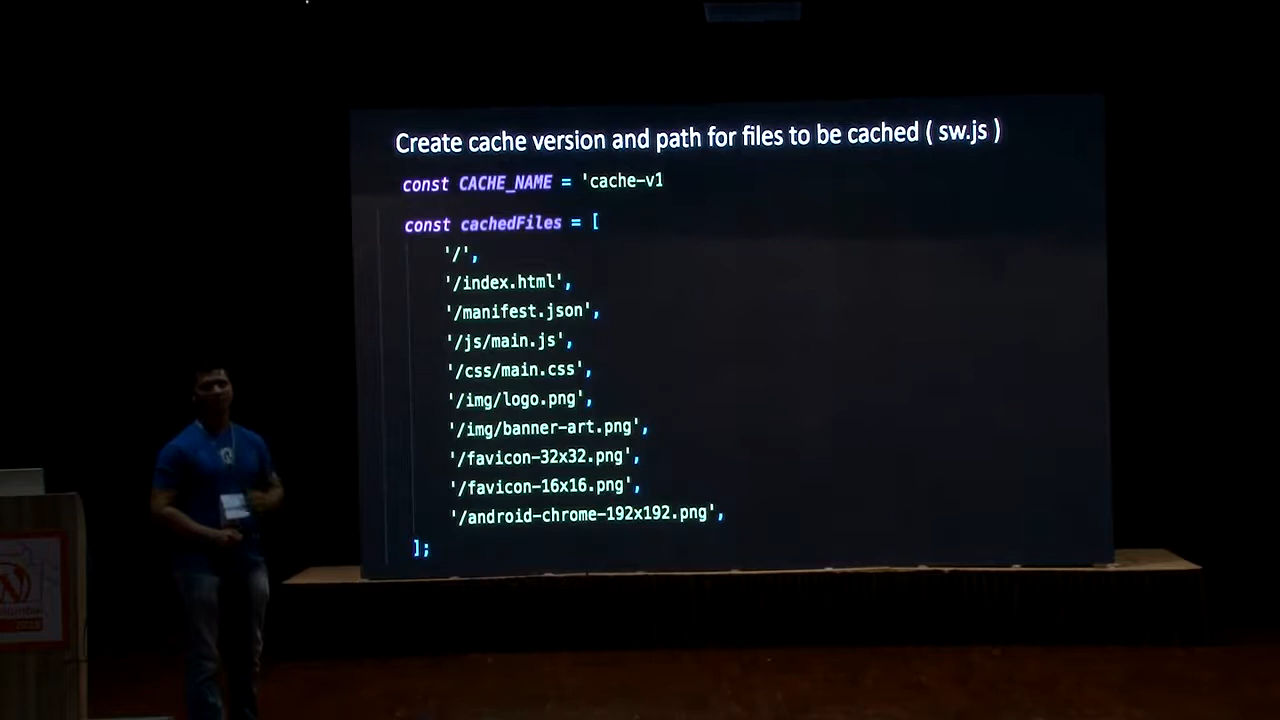 Create cache version and path for files to be cached ( sw.js )
const CACHE_NAME = 'cache-v1
const cachedFiles = [
'/',
'/index.html',
'/manifest.json',
'/js/main.js',
'/css/main.css',
'/img/logo.png',
'/img/banner-art.png',
'/favicon-32x32.png',
'/favicon-16x16.png',
'/android-chrome-192x192.png',
];